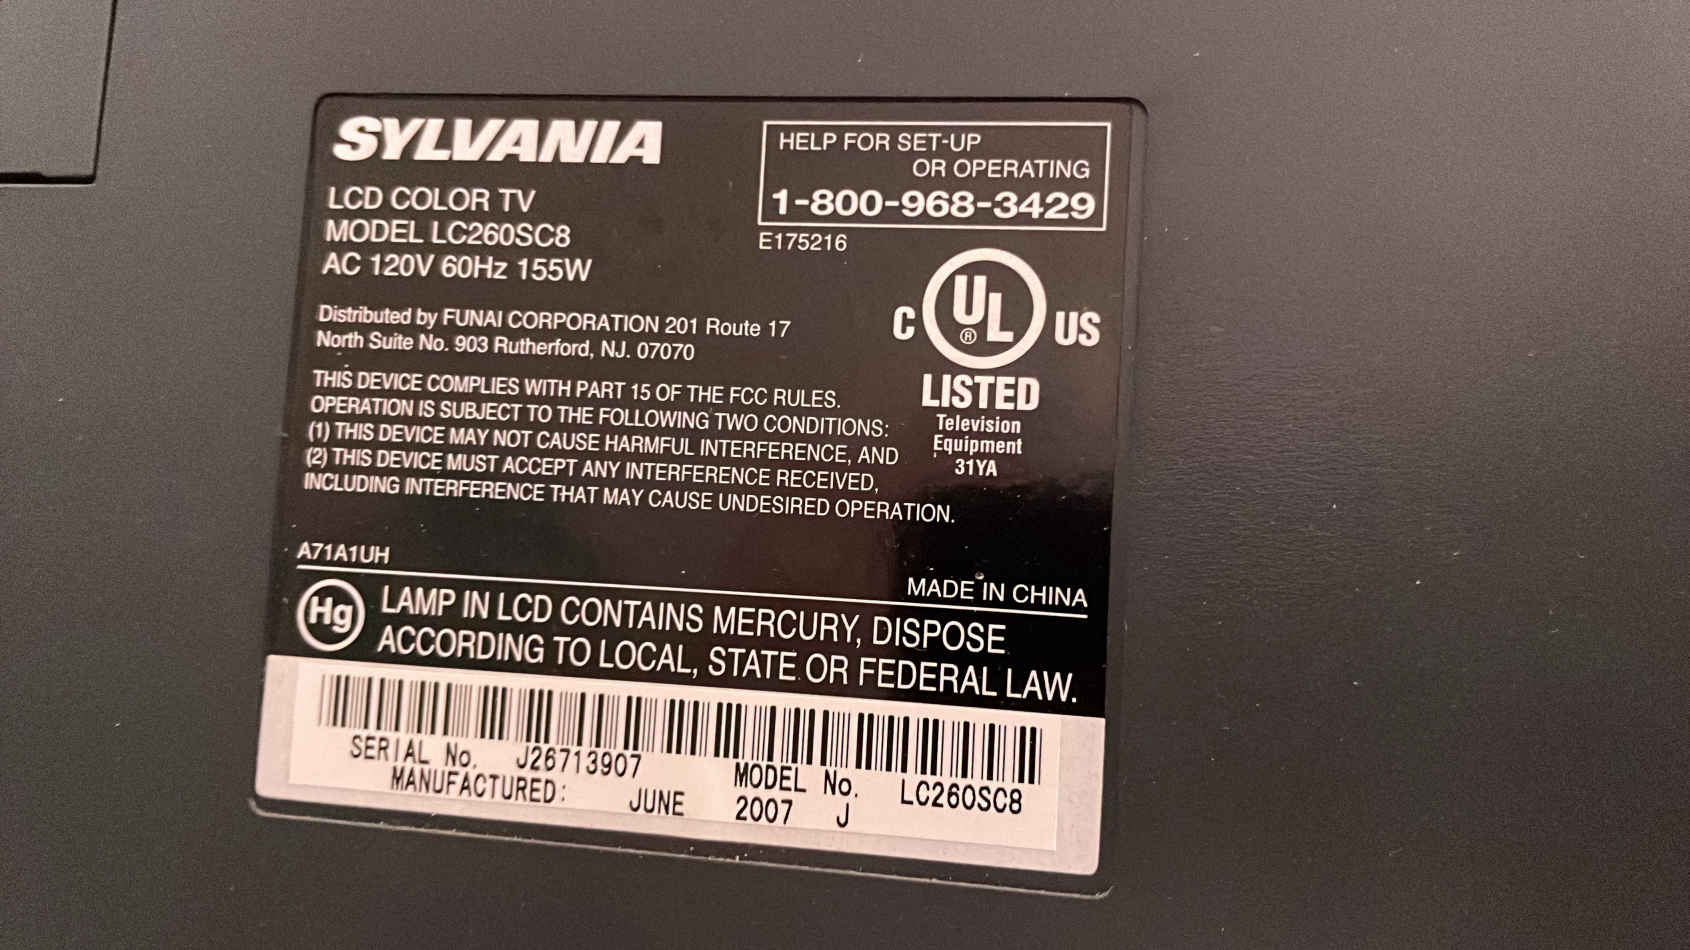 SYLVANIA
LCD COLOR TV
MODEL LC260SC8
AC 120V 60Hz 155W
HELP FOR SET-UP
OR OPERATING
1-800-968-3429
E175216
C UL ® US
LISTED
Television
Equipment
31YA
Distributed by FUNAI CORPORATION 201 Route 17
North Suite No. 903 Rutherford, NJ. 07070
THIS DEVICE COMPLIES WITH PART 15 OF THE FCC RULES.
OPERATION IS SUBJECT TO THE FOLLOWING TWO CONDITIONS:
(1) THIS DEVICE MAY NOT CAUSE HARMFUL INTERFERENCE, AND
(2) THIS DEVICE MUST ACCEPT ANY INTERFERENCE RECEIVED,
INCLUDING INTERFERENCE THAT MAY CAUSE UNDESIRED OPERATION.
A71A1UH
MADE IN CHINA
Hg LAMP IN LCD CONTAINS MERCURY, DISPOSE
ACCORDING TO LOCAL, STATE OR FEDERAL LAW.
SERIAL No. J26713907 MODEL No. LC260SC8
MANUFACTURED: JUNE 2007 J